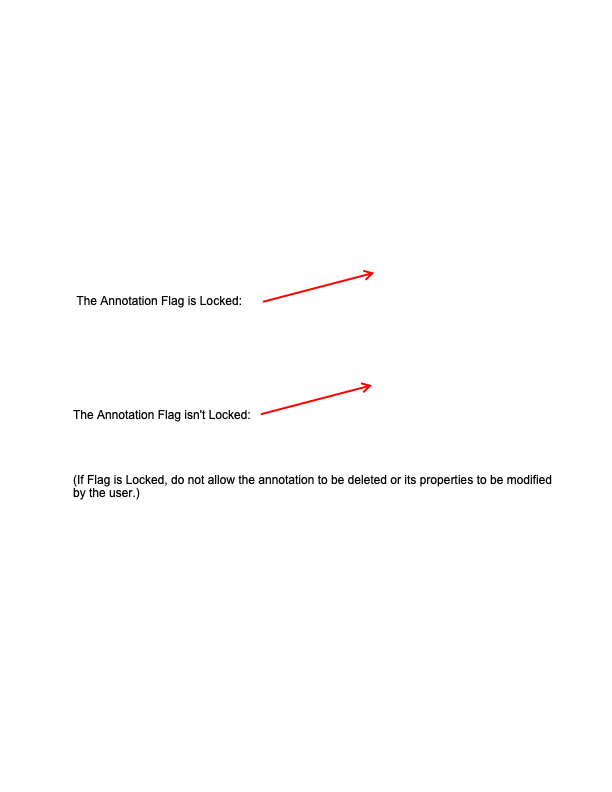 The Annotation Flag is Locked:
The Annotation Flag isn't Locked:
(If Flag is Locked, do not allow the annotation to be deleted or its properties to be modified
by the user.)